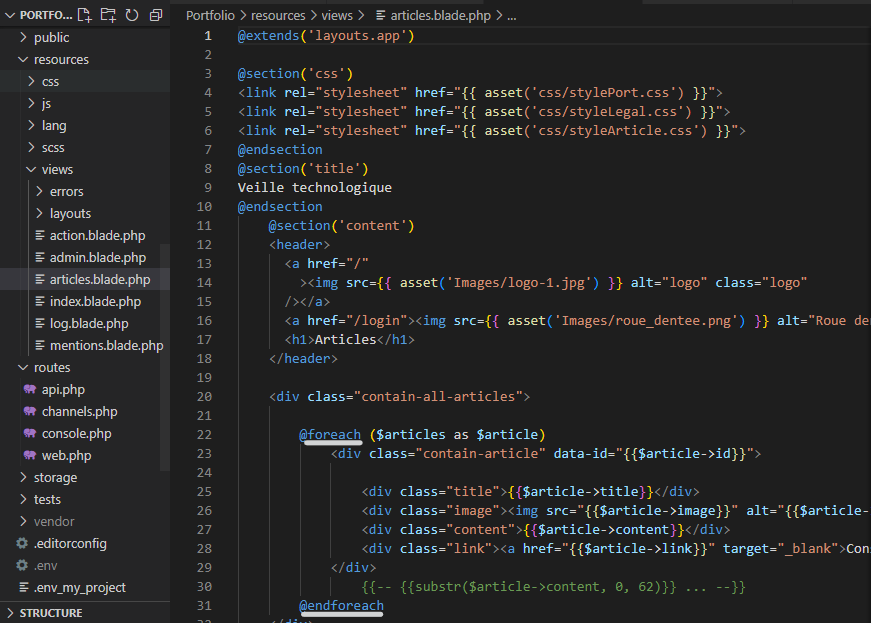 PORTFO...
public
resources
css
js
lang
scss
views
errors
layouts
action.blade.php
admin.blade.php
articles.blade.php
index.blade.php
log.blade.php
mentions.blade.php
routes
api.php
channels.php
console.php
web.php
storage
tests
vendor
.editorconfig
.env
.env_my_project
STRUCTURE
Portfolio > resources > views > articles.blade.php > ...
1 @extends('layouts.app')
2
3 @section('css')
4 <link rel="stylesheet" href="{{ asset('css/stylePort.css') }}">
5 <link rel="stylesheet" href="{{ asset('css/styleLegal.css') }}">
6 <link rel="stylesheet" href="{{ asset('css/styleArticle.css') }}">
7 @endsection
8 @section('title')
9 Veille technologique
10 @endsection
11 @section('content')
12 <header>
13 <a href="/"
14 ><img src={{ asset('Images/logo-1.jpg') }} alt="logo" class="logo"
15 /></a>
16 <a href="/login"><img src={{ asset('Images/roue_dentee.png') }} alt="Roue de
17 <h1>Articles</h1>
18 </header>
19
20 <div class="contain-all-articles">
21
22 @foreach ($articles as $article)
23 <div class="contain-article" data-id="{{$article->id}}">
24
25 <div class="title">{{$article->title}}</div>
26 <div class="image"><img src="{{$article->image}}" alt="{{$article-
27 <div class="content">{{$article->content}}</div>
28 <div class="link"><a href="{{$article->link}}" target="_blank">Con
29 </div>
30 {{-- {{substr($article->content, 0, 62)}} ... --}}
31 @endforeach